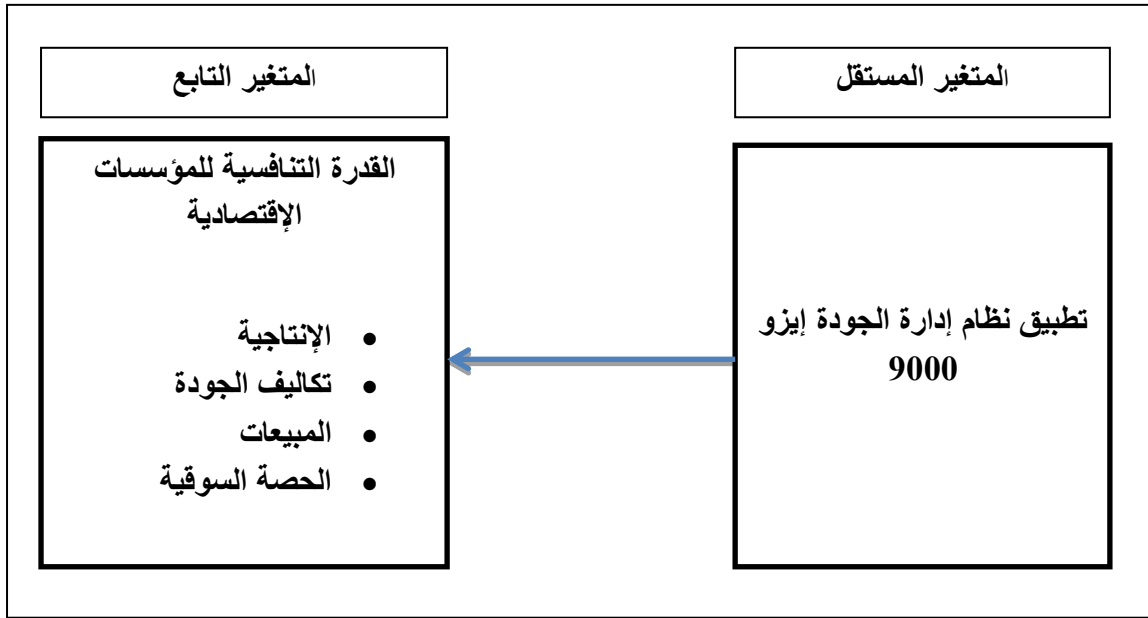 المتغير المستقل
تطبيق نظام إدارة الجودة إيزو
9000
المتغير التابع
القدرة التنافسية للمؤسسات
الإقتصادية
• الإنتاجية
• تكاليف الجودة
• المبيعات
• الحصة السوقية